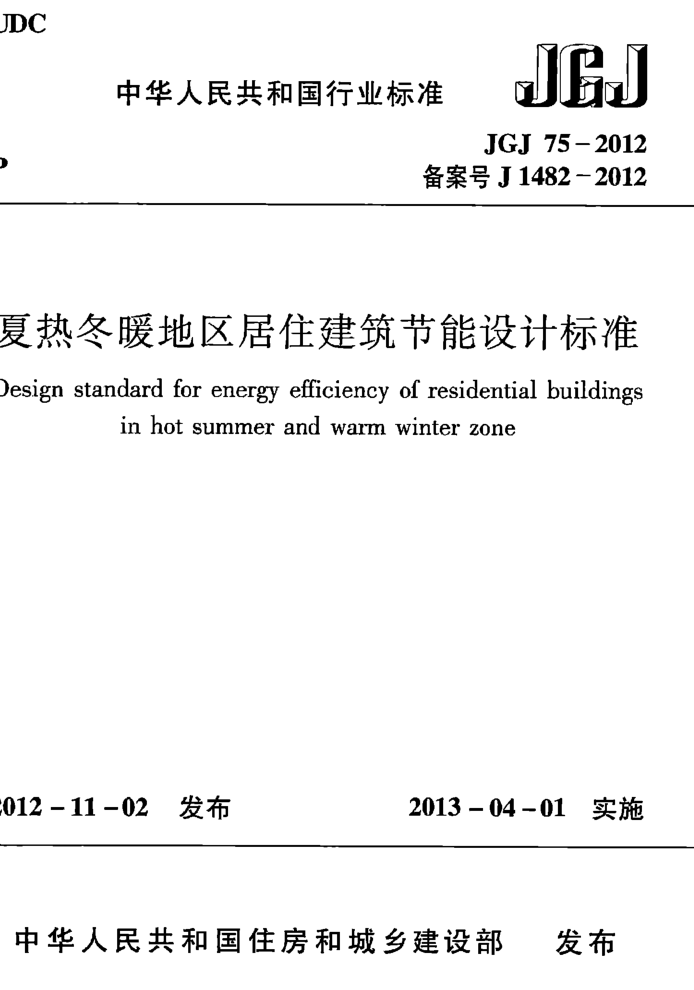 UDC
中华人民共和国行业标准
JGJ
JGJ 75-2012
P
备案号 J 1482-2012
夏热冬暖地区居住建筑节能设计标准
Design standard for energy efficiency of residential buildings
in hot summer and warm winter zone
2012-11-02 发布 2013-04-01 实施
中华人民共和国住房和城乡建设部 发布